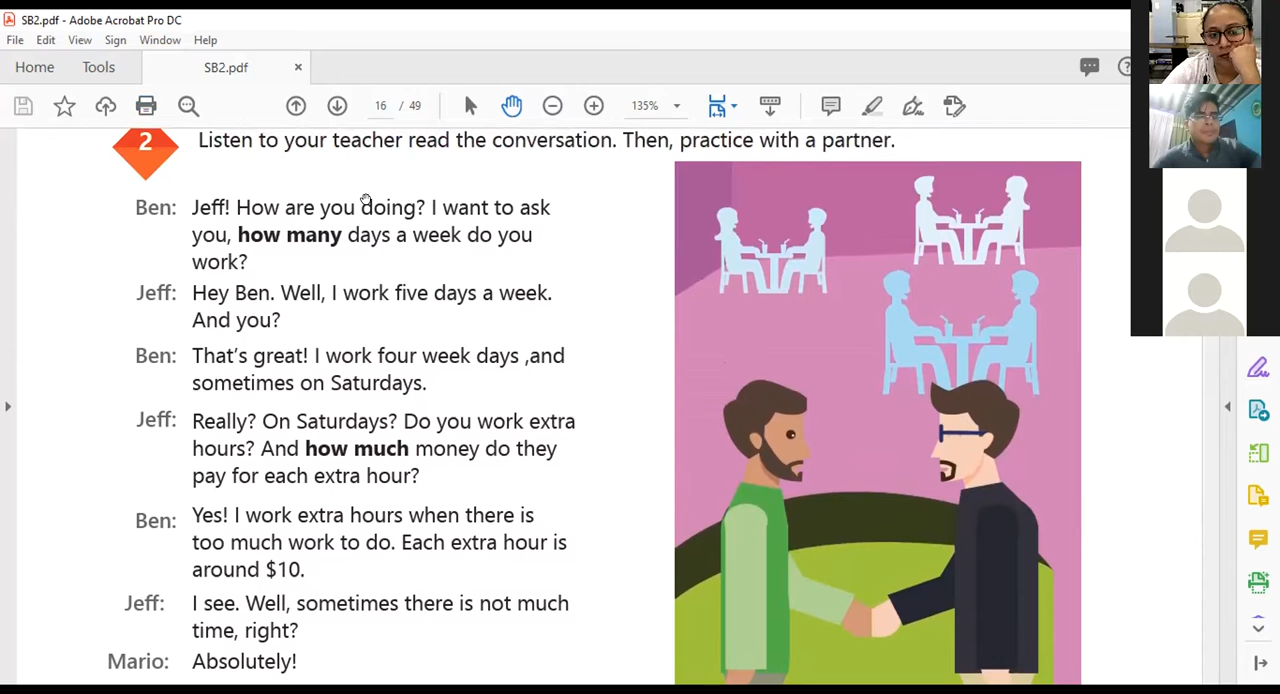 SB2.pdf - Adobe Acrobat Pro DC
File Edit View Sign Window Help
Home Tools SB2.pdf ×
16 / 49 135%
2 Listen to your teacher read the conversation. Then, practice with a partner.
Ben: Jeff! How are you doing? I want to ask
you, how many days a week do you
work?
Jeff: Hey Ben. Well, I work five days a week.
And you?
Ben: That's great! I work four week days ,and
sometimes on Saturdays.
Jeff: Really? On Saturdays? Do you work extra
hours? And how much money do they
pay for each extra hour?
Ben: Yes! I work extra hours when there is
too much work to do. Each extra hour is
around $10.
Jeff: I see. Well, sometimes there is not much
time, right?
Mario: Absolutely!